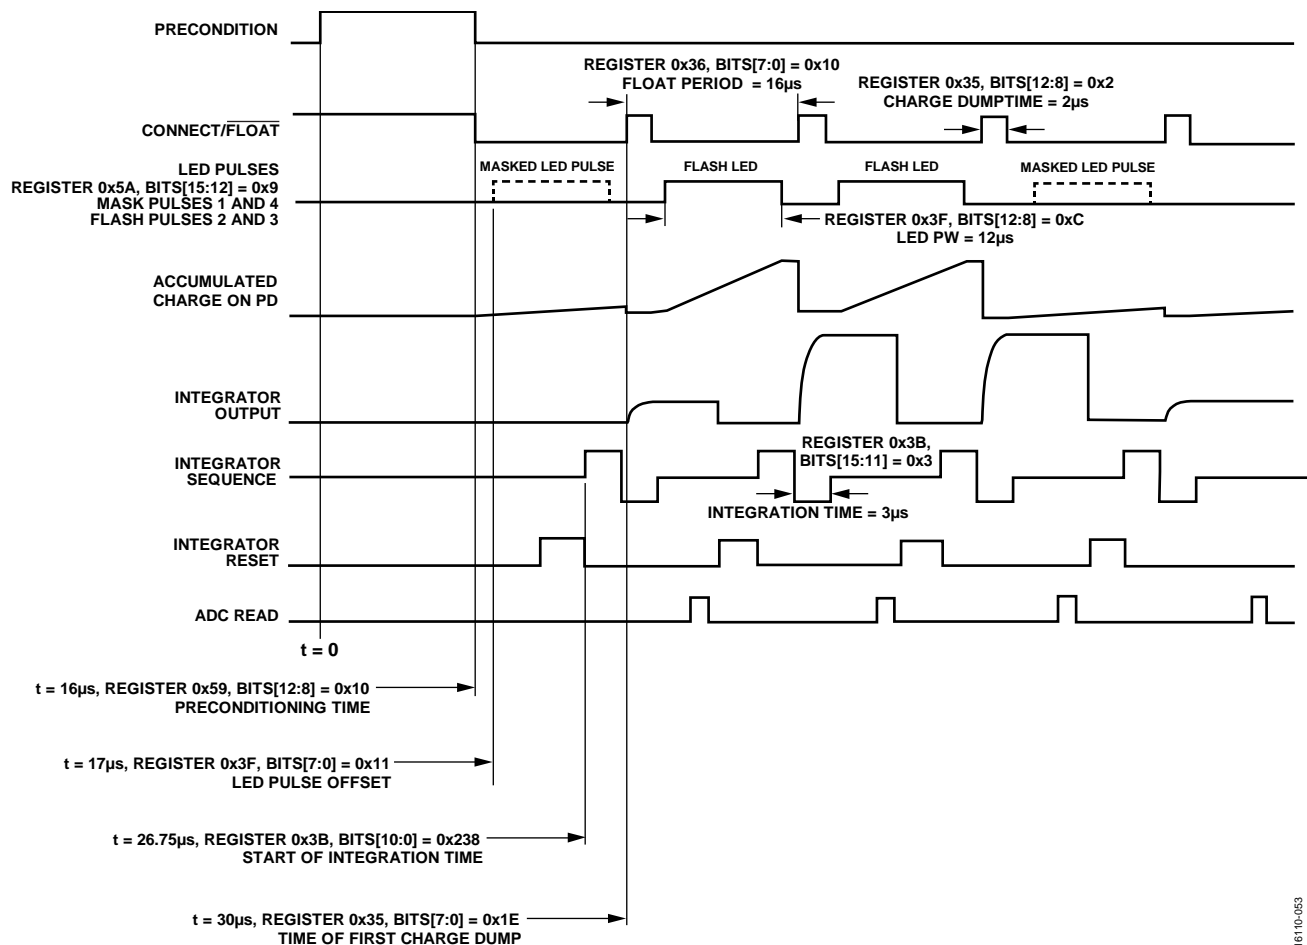 PRECONDITION
REGISTER 0x36, BITS[7:0] = 0x10
FLOAT PERIOD = 16µs
REGISTER 0x35, BITS[12:8] = 0x2
CHARGE DUMPTIME = 2µs
CONNECT/FLOAT
LED PULSES
REGISTER 0x5A, BITS[15:12] = 0x9
MASK PULSES 1 AND 4
FLASH PULSES 2 AND 3
MASKED LED PULSE
FLASH LED
FLASH LED
MASKED LED PULSE
REGISTER 0x3F, BITS[12:8] = 0xC
LED PW = 12µs
ACCUMULATED
CHARGE ON PD
INTEGRATOR
OUTPUT
INTEGRATOR
SEQUENCE
REGISTER 0x3B,
BITS[15:11] = 0x3
INTEGRATION TIME = 3µs
INTEGRATOR
RESET
ADC READ
t = 0
t = 16µs, REGISTER 0x59, BITS[12:8] = 0x10
PRECONDITIONING TIME
t = 17µs, REGISTER 0x3F, BITS[7:0] = 0x11
LED PULSE OFFSET
t = 26.75µs, REGISTER 0x3B, BITS[10:0] = 0x238
START OF INTEGRATION TIME
t = 30µs, REGISTER 0x35, BITS[7:0] = 0x1E
TIME OF FIRST CHARGE DUMP
16110-053